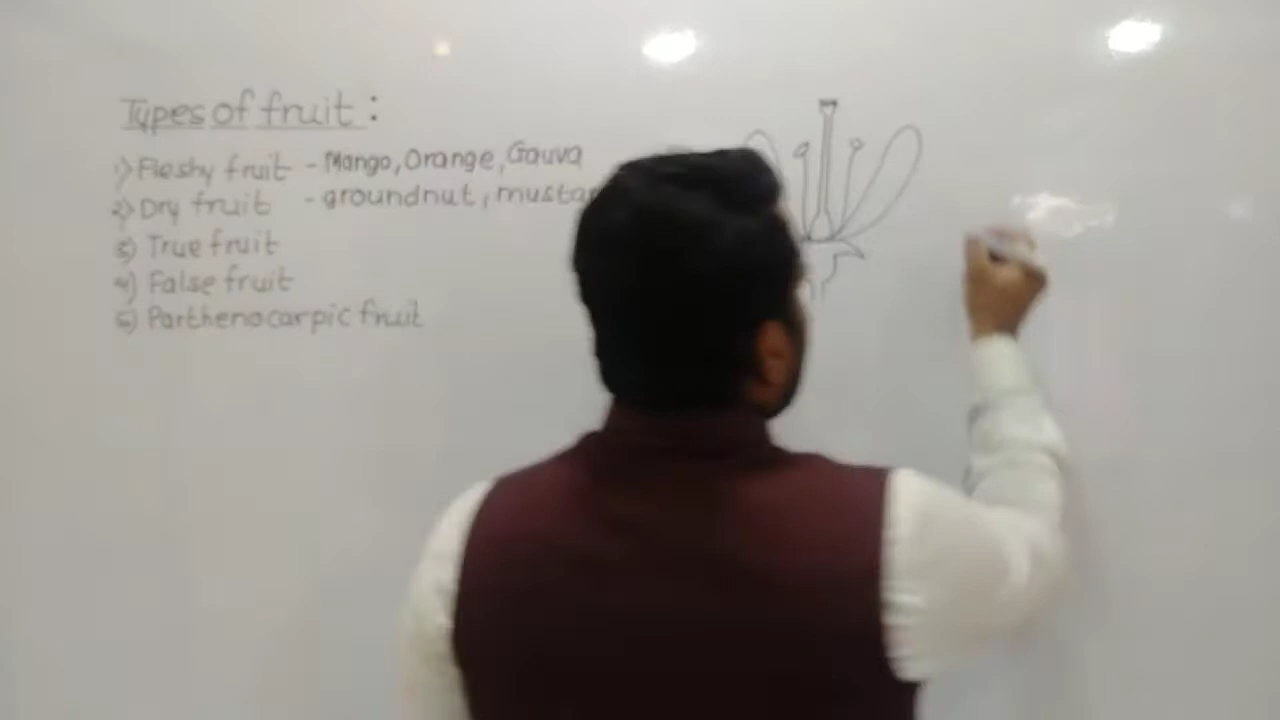 Types of fruit :
1) Fleshy fruit - Mango, Orange, Gauva
2) Dry fruit - groundnut, mustar
3) True fruit
4) False fruit
5) Parthenocarpic fruit